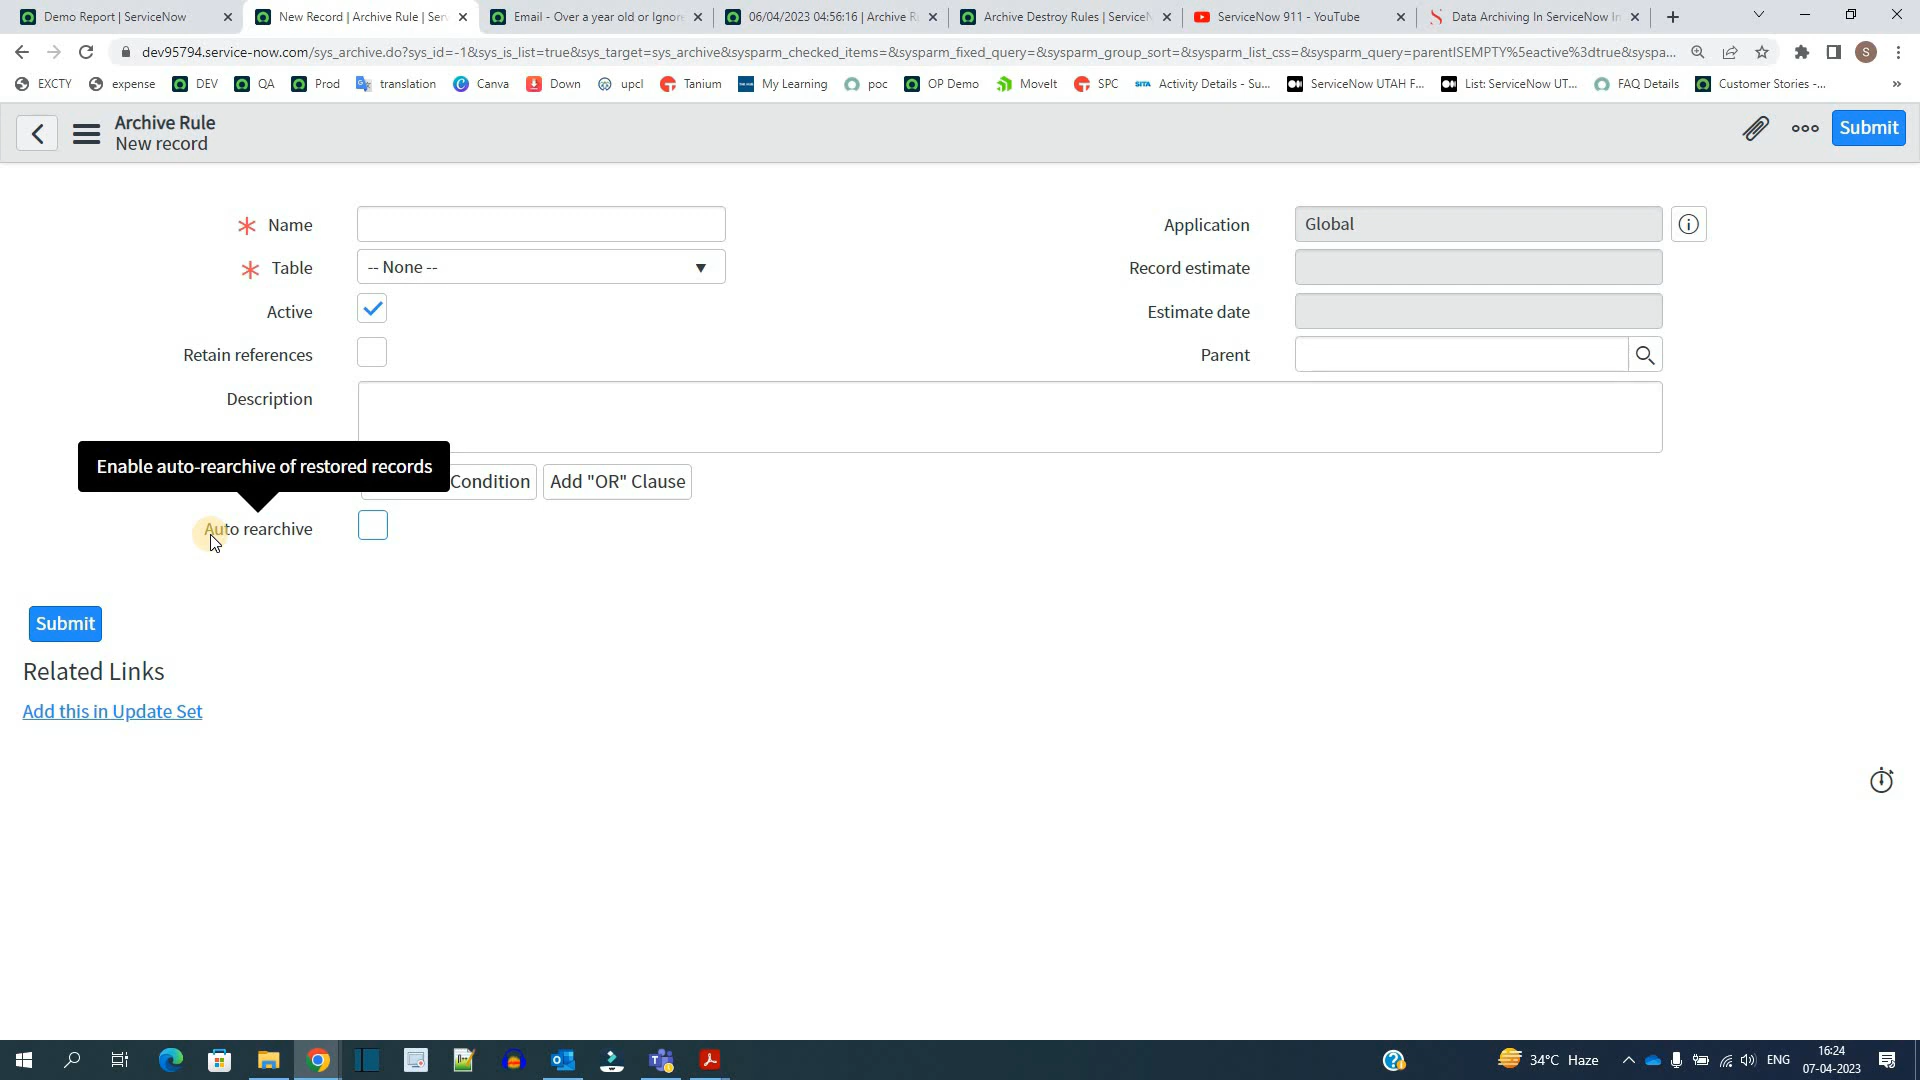 Demo Report | ServiceNow
New Record | Archive Rule | Serv
Email - Over a year old or Ignore
06/04/2023 04:56:16 | Archive R
Archive Destroy Rules | ServiceN
ServiceNow 911 - YouTube
Data Archiving In ServiceNow In
dev95794.service-now.com/sys_archive.do?sys_id=-1&sys_is_list=true&sys_target=sys_archive&sysparm_checked_items=&sysparm_fixed_query=&sysparm_group_sort=&sysparm_list_css=&sysparm_query=parentISEMPTY%5eactive%3dtrue&syspa...
S
EXCTY
expense
DEV
QA
Prod
translation
Canva
Down
upcl
Tanium
My Learning
poc
OP Demo
MoveIt
SPC
SITA Activity Details - Su...
ServiceNow UTAH F...
List: ServiceNow UT...
FAQ Details
Customer Stories -...
»
Archive Rule
New record
Submit
Name
Application
Global
Table
-- None --
Record estimate
Active
Estimate date
Retain references
Parent
Description
Enable auto-rearchive of restored records
Condition
Add "OR" Clause
Auto rearchive
Submit
Related Links
Add this in Update Set
34°C Haze
ENG
16:24
07-04-2023